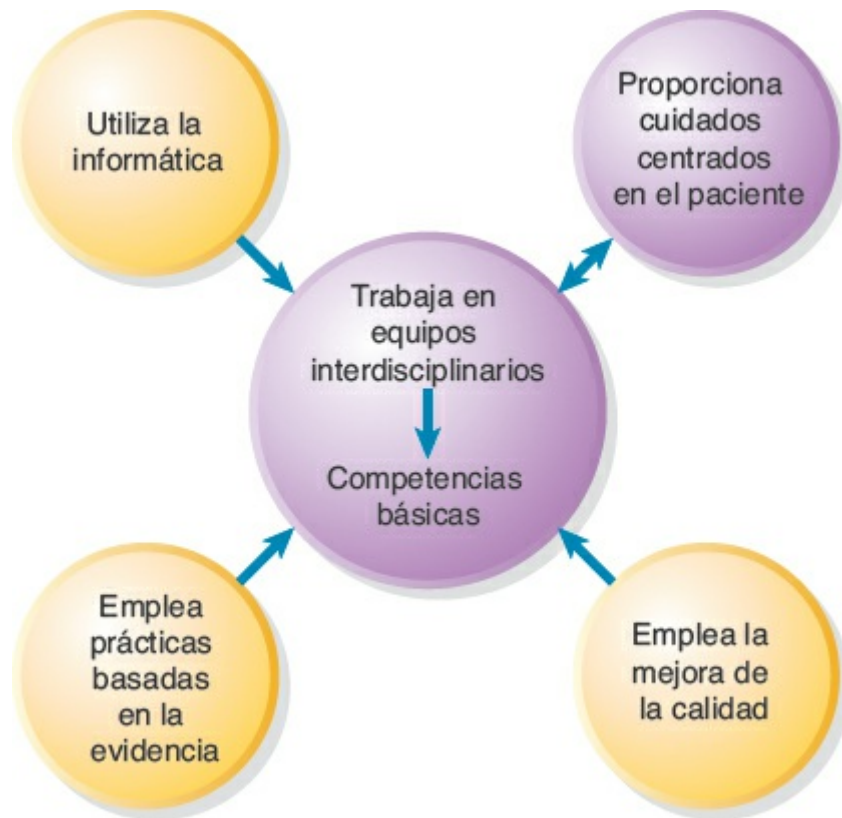 Utiliza la
informática
Proporciona
cuidados
centrados
en el paciente
Trabaja en
equipos
interdisciplinarios
Competencias
básicas
Emplea
prácticas
basadas
en la
evidencia
Emplea la
mejora de
la calidad